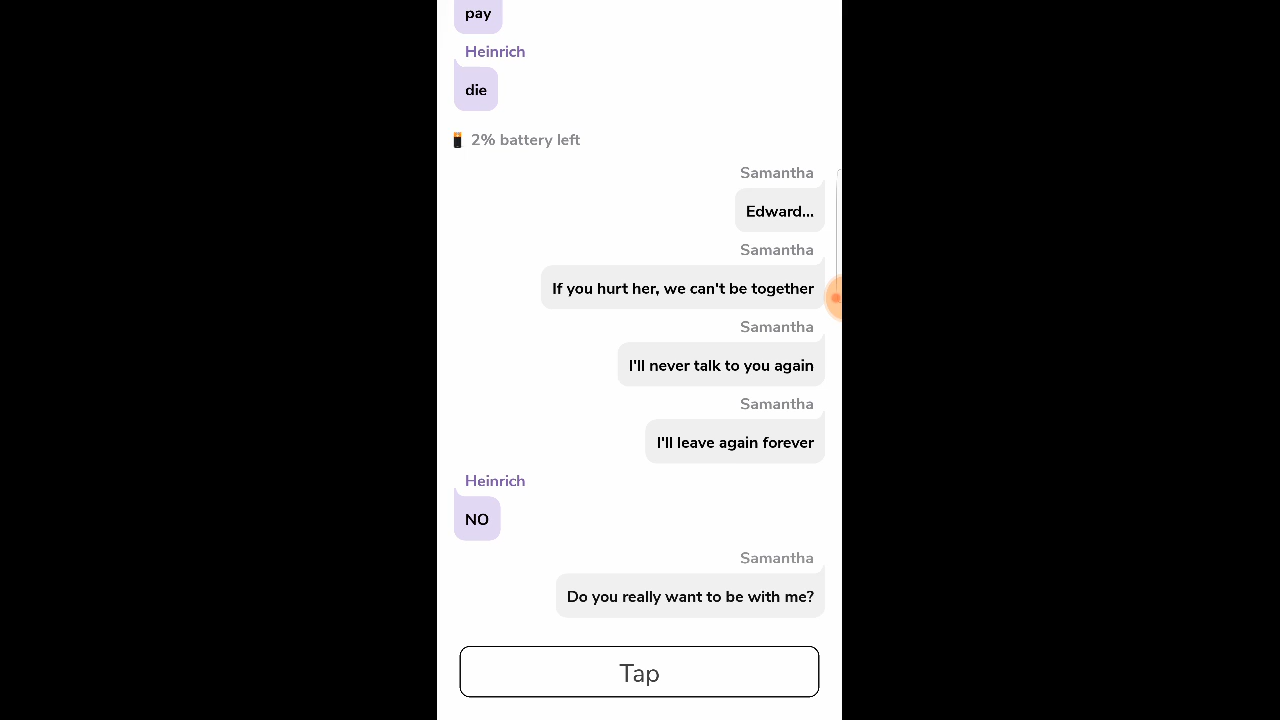 pay
Heinrich
die
2% battery left
Samantha
Edward...
Samantha
If you hurt her, we can't be together
Samantha
I'll never talk to you again
Samantha
I'll leave again forever
Heinrich
NO
Samantha
Do you really want to be with me?
Tap